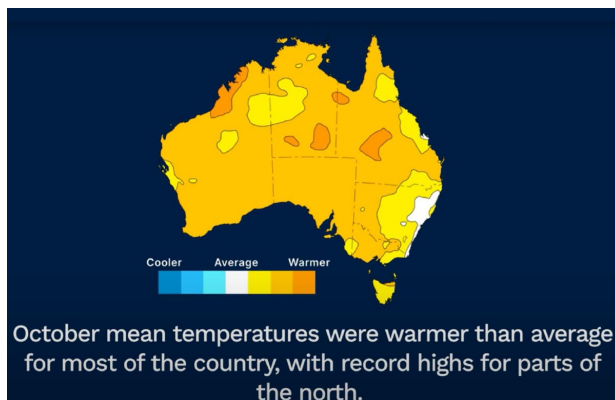 Cooler Average Warmer
October mean temperatures were warmer than average
for most of the country, with record highs for parts of
the north.